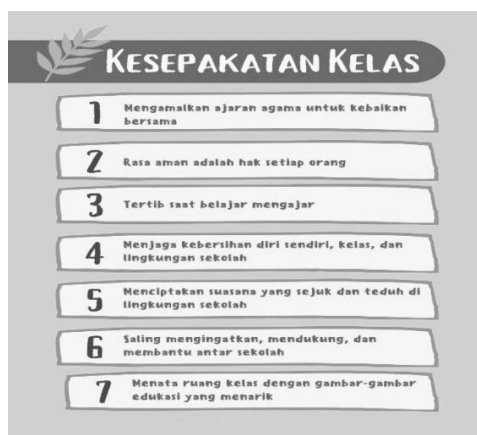 KESEPAKATAN KELAS
1 Mengamalkan ajaran agama untuk kebaikan
bersama
2 Rasa aman adalah hak setiap orang
3 Tertib saat belajar mengajar
4 Menjaga kebersihan diri sendiri, kelas, dan
lingkungan sekolah
5 Menciptakan suasana yang sejuk dan teduh di
lingkungan sekolah
6 Saling mengingatkan, mendukung, dan
membantu antar sekolah
7 Menata ruang kelas dengan gambar-gambar
edukasi yang menarik